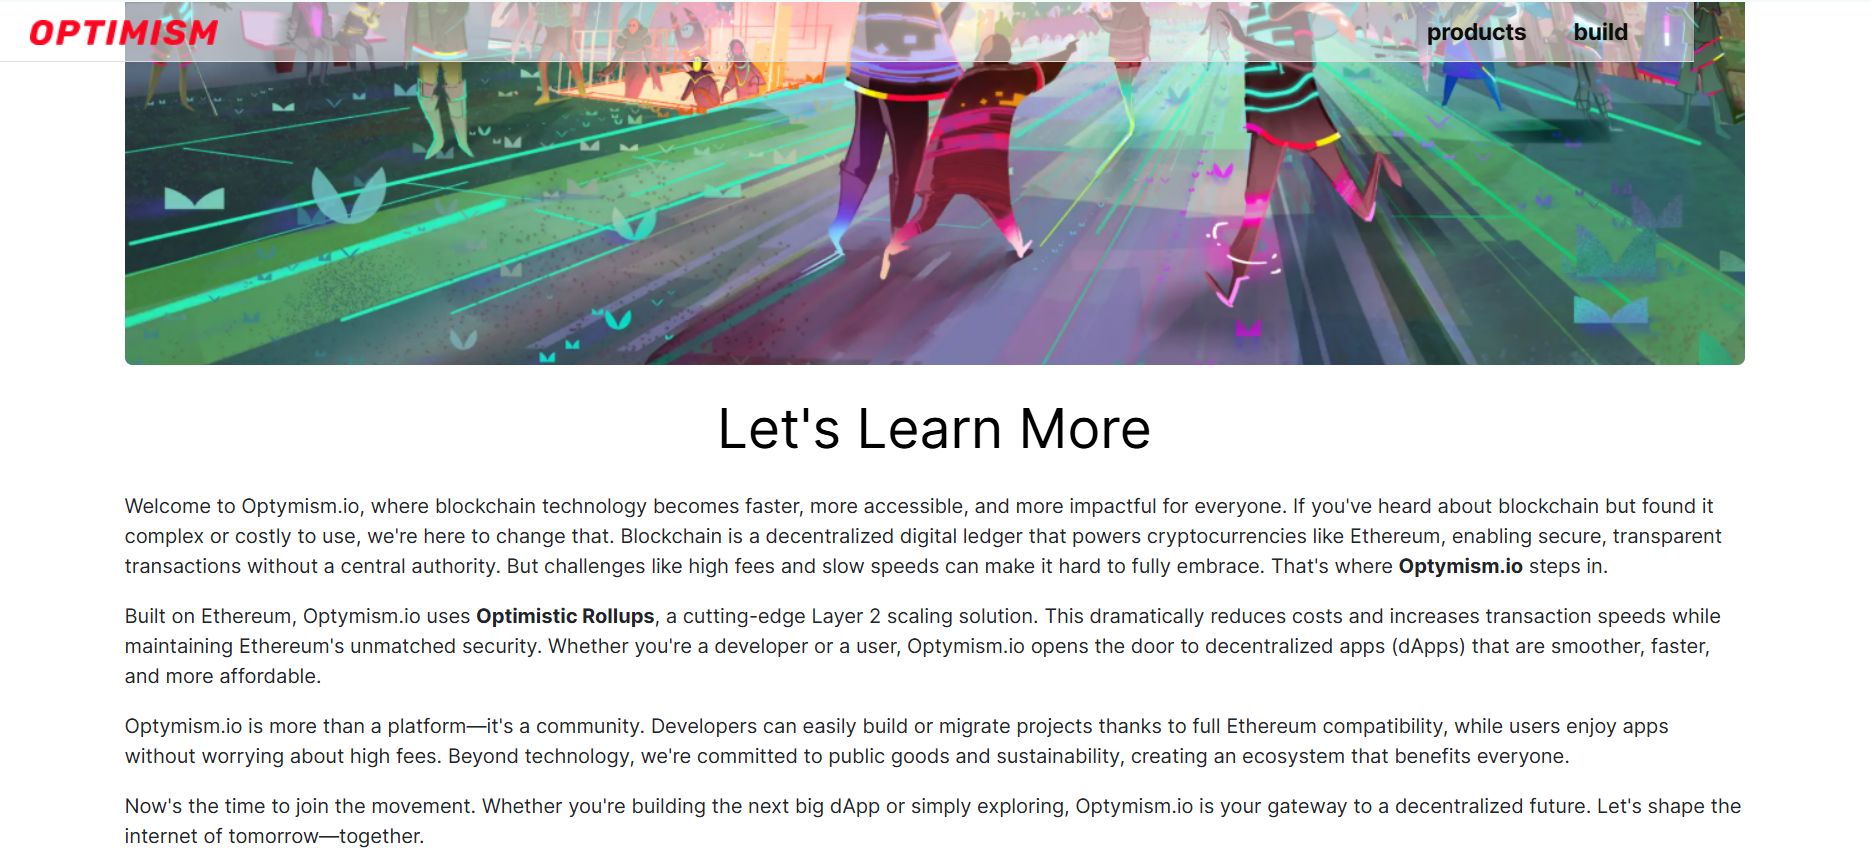 OPTIMISM
products build
Let's Learn More
Welcome to Optymism.io, where blockchain technology becomes faster, more accessible, and more impactful for everyone. If you've heard about blockchain but found it
complex or costly to use, we're here to change that. Blockchain is a decentralized digital ledger that powers cryptocurrencies like Ethereum, enabling secure, transparent
transactions without a central authority. But challenges like high fees and slow speeds can make it hard to fully embrace. That's where Optymism.io steps in.
Built on Ethereum, Optymism.io uses Optimistic Rollups, a cutting-edge Layer 2 scaling solution. This dramatically reduces costs and increases transaction speeds while
maintaining Ethereum's unmatched security. Whether you're a developer or a user, Optymism.io opens the door to decentralized apps (dApps) that are smoother, faster,
and more affordable.
Optymism.io is more than a platform—it's a community. Developers can easily build or migrate projects thanks to full Ethereum compatibility, while users enjoy apps
without worrying about high fees. Beyond technology, we're committed to public goods and sustainability, creating an ecosystem that benefits everyone.
Now's the time to join the movement. Whether you're building the next big dApp or simply exploring, Optymism.io is your gateway to a decentralized future. Let's shape the
internet of tomorrow—together.